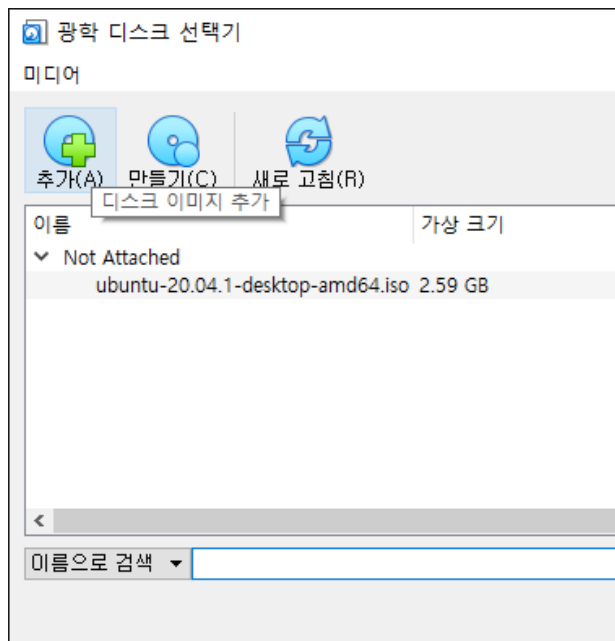 광학 디스크 선택기
미디어
추가(A) 만들기(C) 새로 고침(R)
디스크 이미지 추가
이름 가상 크기
Not Attached
ubuntu-20.04.1-desktop-amd64.iso 2.59 GB
이름으로 검색